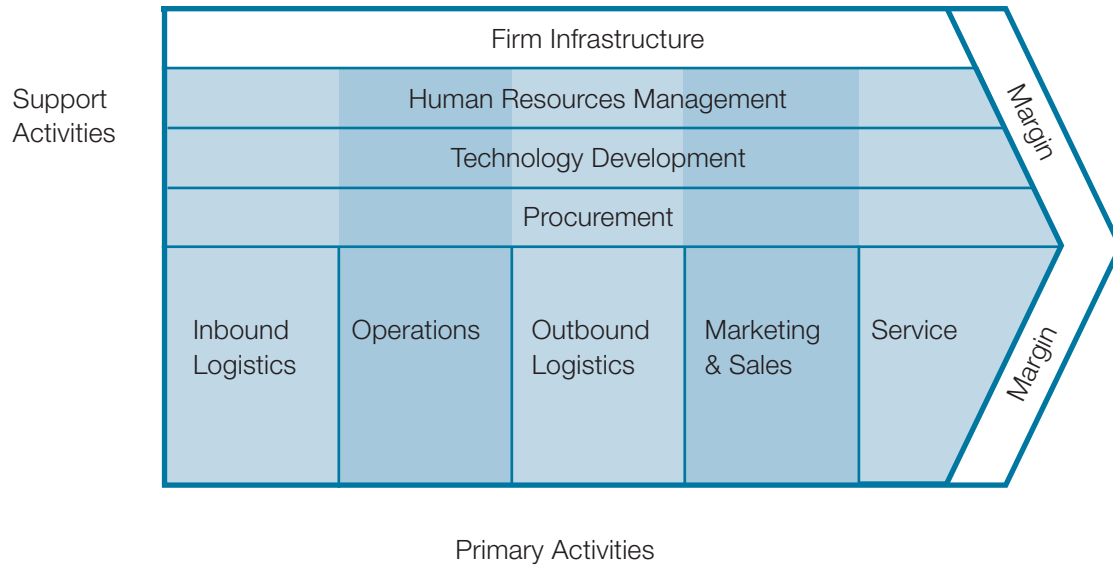 Firm Infrastructure
Support
Activities
Human Resources Management
Technology Development
Procurement
Margin
Inbound
Logistics
Operations
Outbound
Logistics
Marketing
& Sales
Service
Margin
Primary Activities